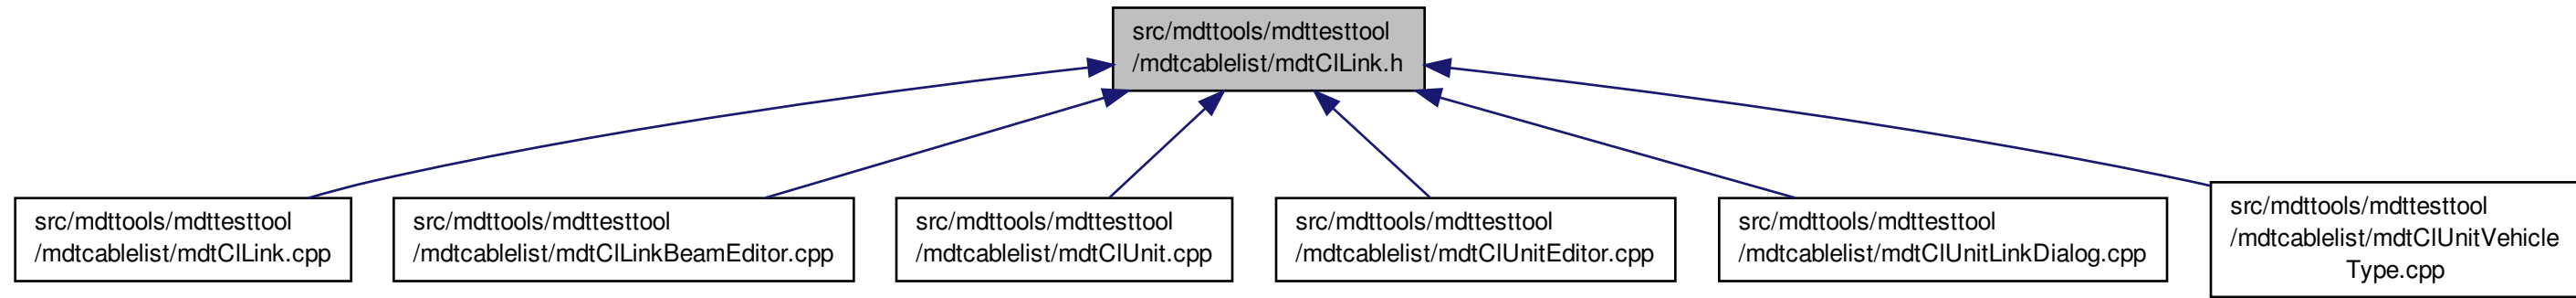 src/mdttools/mdttesttool
/mdtcablelist/mdtClLink.h
src/mdttools/mdttesttool
/mdtcablelist/mdtClLink.cpp
src/mdttools/mdttesttool
/mdtcablelist/mdtClLinkBeamEditor.cpp
src/mdttools/mdttesttool
/mdtcablelist/mdtClUnit.cpp
src/mdttools/mdttesttool
/mdtcablelist/mdtClUnitEditor.cpp
src/mdttools/mdttesttool
/mdtcablelist/mdtClUnitLinkDialog.cpp
src/mdttools/mdttesttool
/mdtcablelist/mdtClUnitVehicle
Type.cpp